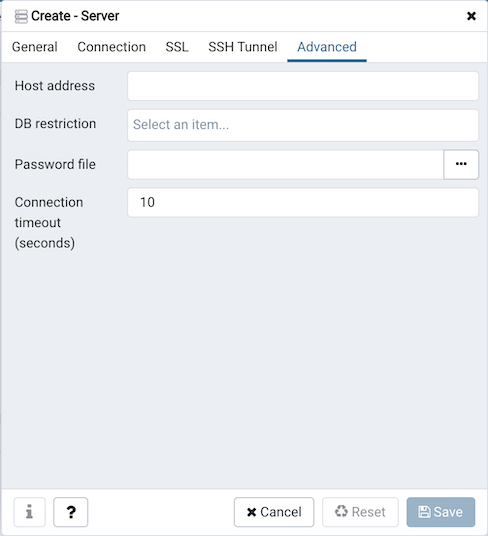 Create - Server
General Connection SSL SSH Tunnel Advanced
Host address
DB restriction Select an item...
Password file ...
Connection timeout (seconds) 10
i ? Cancel Reset Save